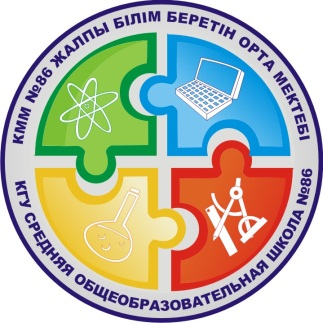 КММ №86 ЖАЛПЫ БІЛІМ БЕРЕТІН ОРТА МЕКТЕБІ
КГУ СРЕДНЯЯ ОБЩЕОБРАЗОВАТЕЛЬНАЯ ШКОЛА №86